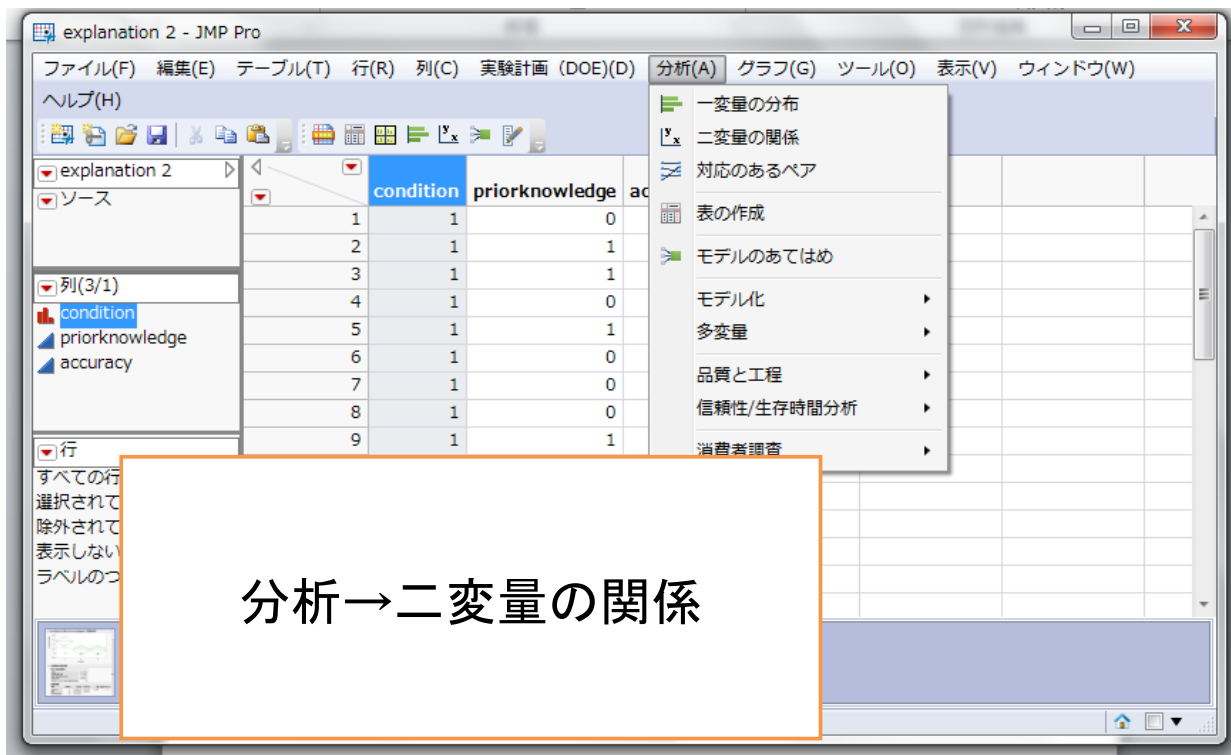 explanation 2 - JMP Pro
ファイル(F) 編集(E) テーブル(T) 行(R) 列(C) 実験計画 (DOE)(D) 分析(A) グラフ(G) ツール(O) 表示(V) ウィンドウ(W)
ヘルプ(H)
一変量の分布
二変量の関係
対応のあるペア
表の作成
モデルのあてはめ
モデル化
多変量
品質と工程
信頼性/生存時間分析
消費者調査
explanation 2
ソース
列(3/1)
condition
priorknowledge
accuracy
行
すべての行
選択されて
除外されて
表示しない
ラベルのつ
condition priorknowledge ac
1 1 0
2 1 1
3 1 1
4 1 0
5 1 1
6 1 0
7 1 0
8 1 0
9 1 1
分析→二変量の関係